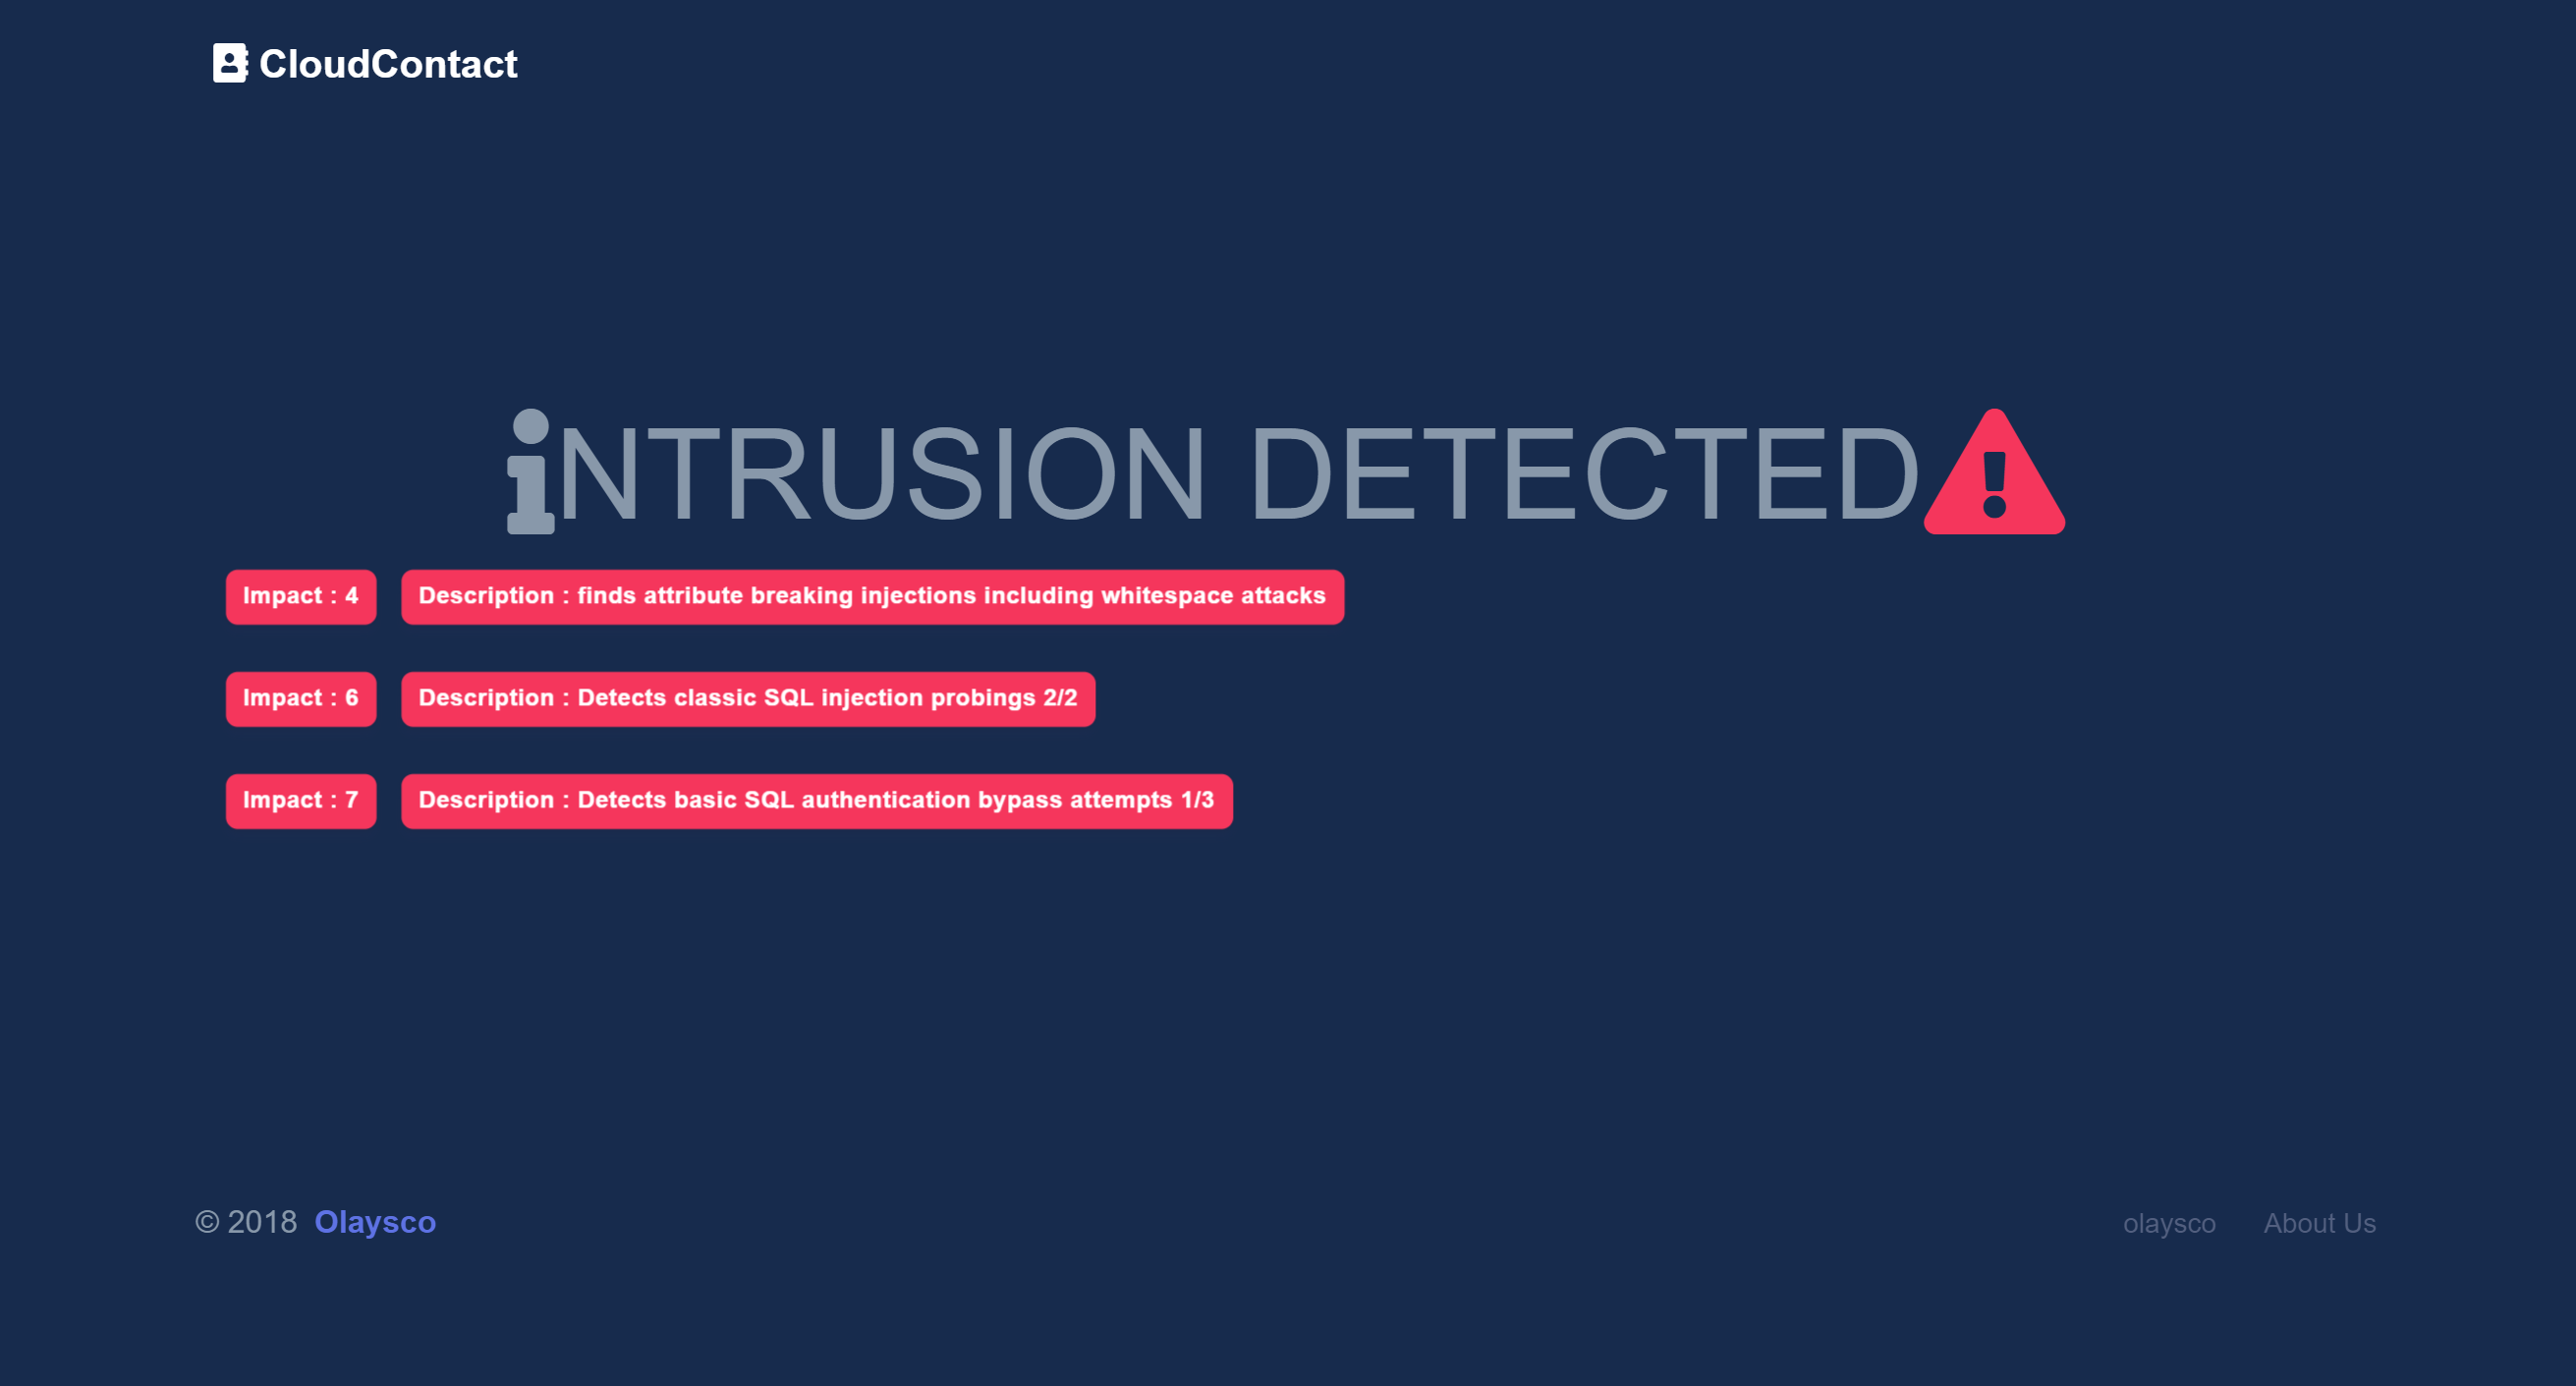 CloudContact
iNTRUSION DETECTED
Impact : 4 Description : finds attribute breaking injections including whitespace attacks
Impact : 6 Description : Detects classic SQL injection probings 2/2
Impact : 7 Description : Detects basic SQL authentication bypass attempts 1/3
© 2018 Olaysco olaysco About Us